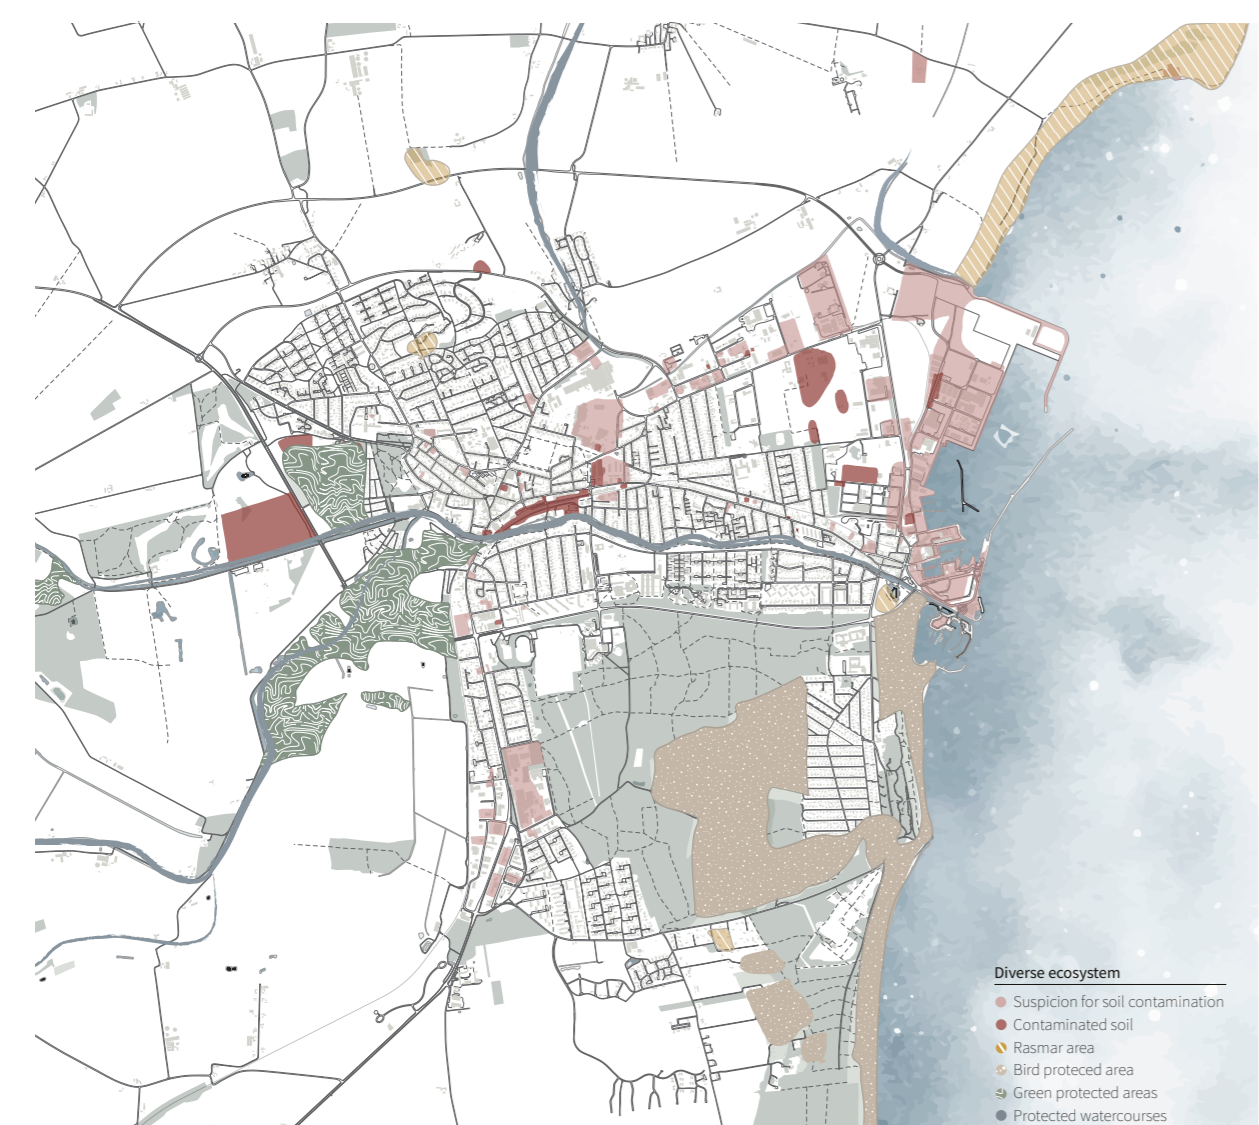 Diverse ecosystem
Suspicion for soil contamination
Contaminated soil
Rasmar area
Bird proteced area
Green protected areas
Protected watercourses